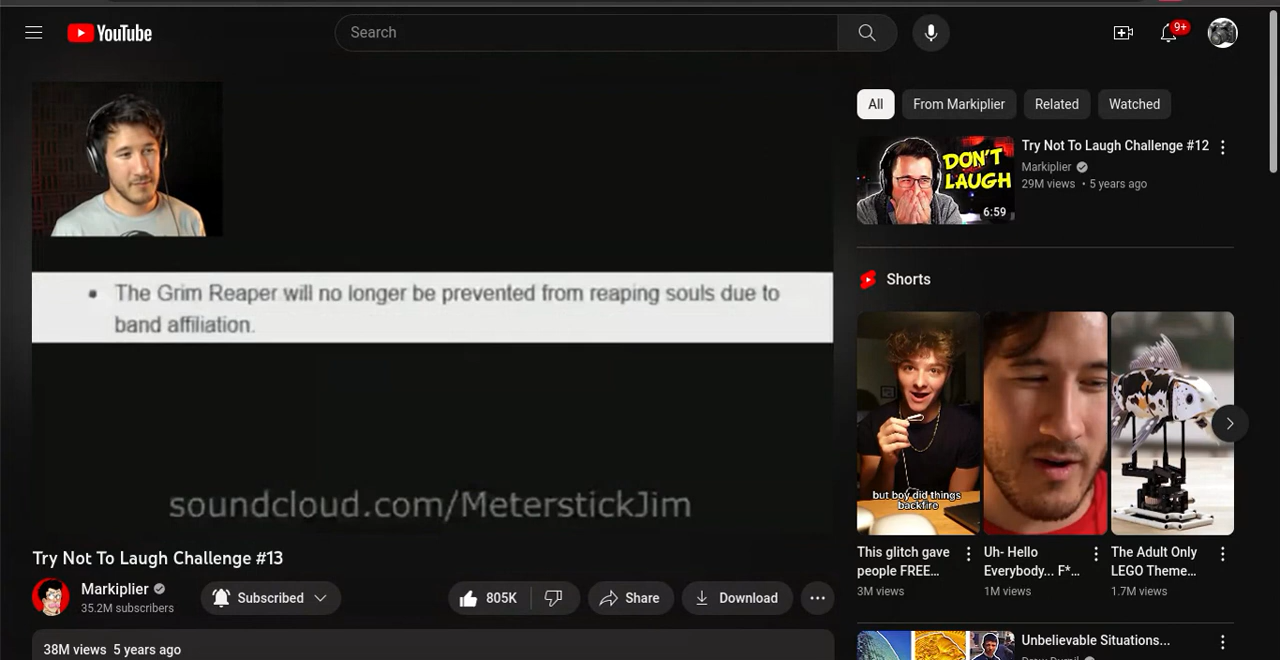 YouTube
Search
9+
The Grim Reaper will no longer be prevented from reaping souls due to
band affiliation.
soundcloud.com/MeterstickJim
Try Not To Laugh Challenge #13
Markiplier
35.2M subscribers
Subscribed
805K
Share
Download
38M views 5 years ago
All
From Markiplier
Related
Watched
DON'T
LAUGH
6:59
Try Not To Laugh Challenge #12
Markiplier
29M views • 5 years ago
Shorts
but boy did things
backfire
This glitch gave
people FREE...
3M views
Uh- Hello
Everybody... F*...
1M views
The Adult Only
LEGO Theme...
1.7M views
Unbelievable Situations...